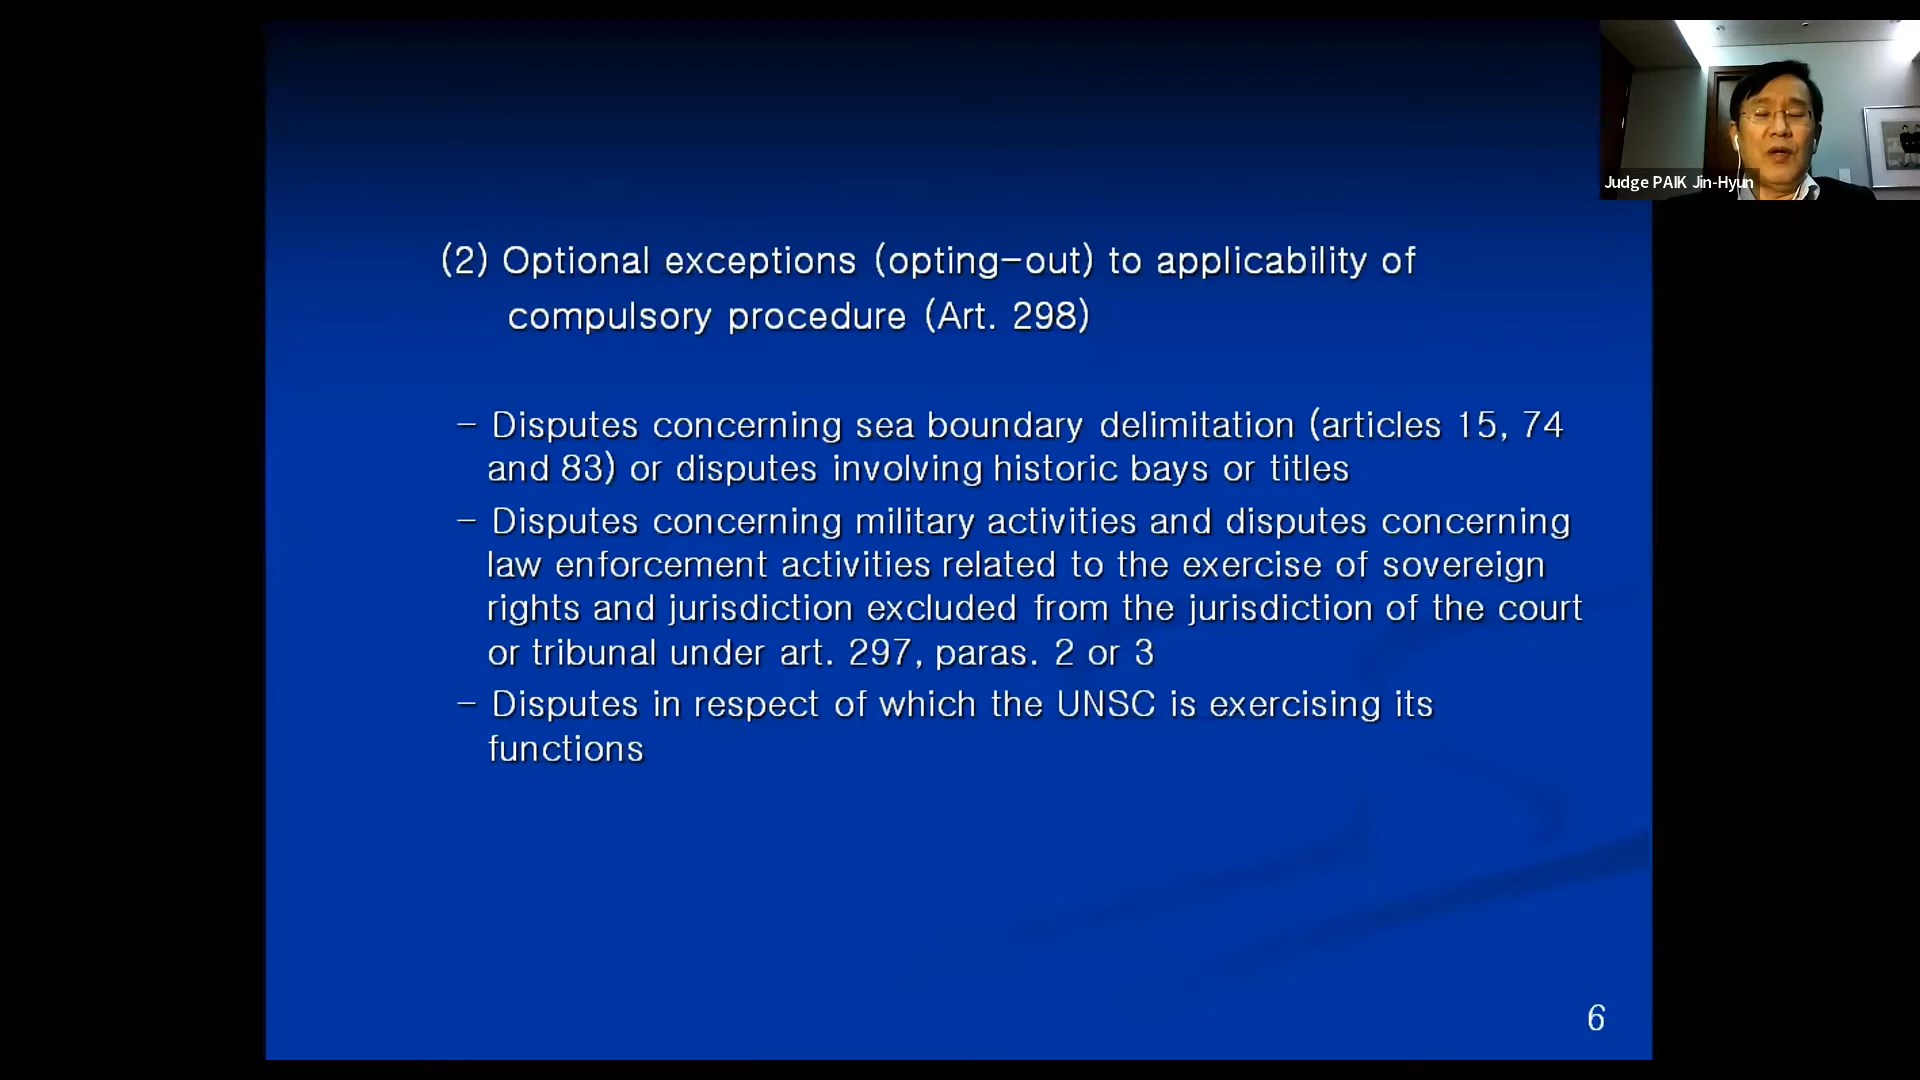 Judge PAIK Jin-Hyun
(2) Optional exceptions (opting-out) to applicability of
compulsory procedure (Art. 298)
- Disputes concerning sea boundary delimitation (articles 15, 74
and 83) or disputes involving historic bays or titles
- Disputes concerning military activities and disputes concerning
law enforcement activities related to the exercise of sovereign
rights and jurisdiction excluded from the jurisdiction of the court
or tribunal under art. 297, paras. 2 or 3
- Disputes in respect of which the UNSC is exercising its
functions
6